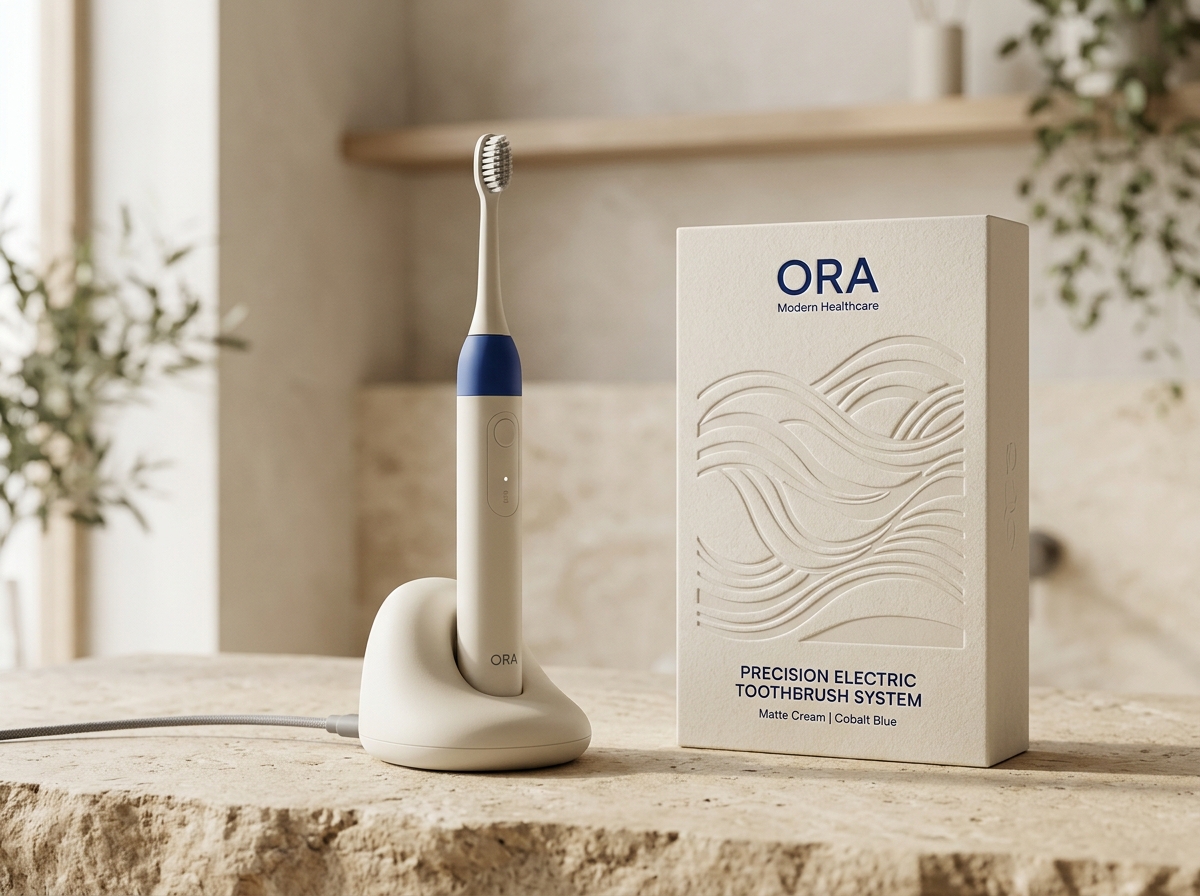 ORA
ORA
Modern Healthcare
PRECISION ELECTRIC
TOOTHBRUSH SYSTEM
Matte Cream | Cobalt Blue